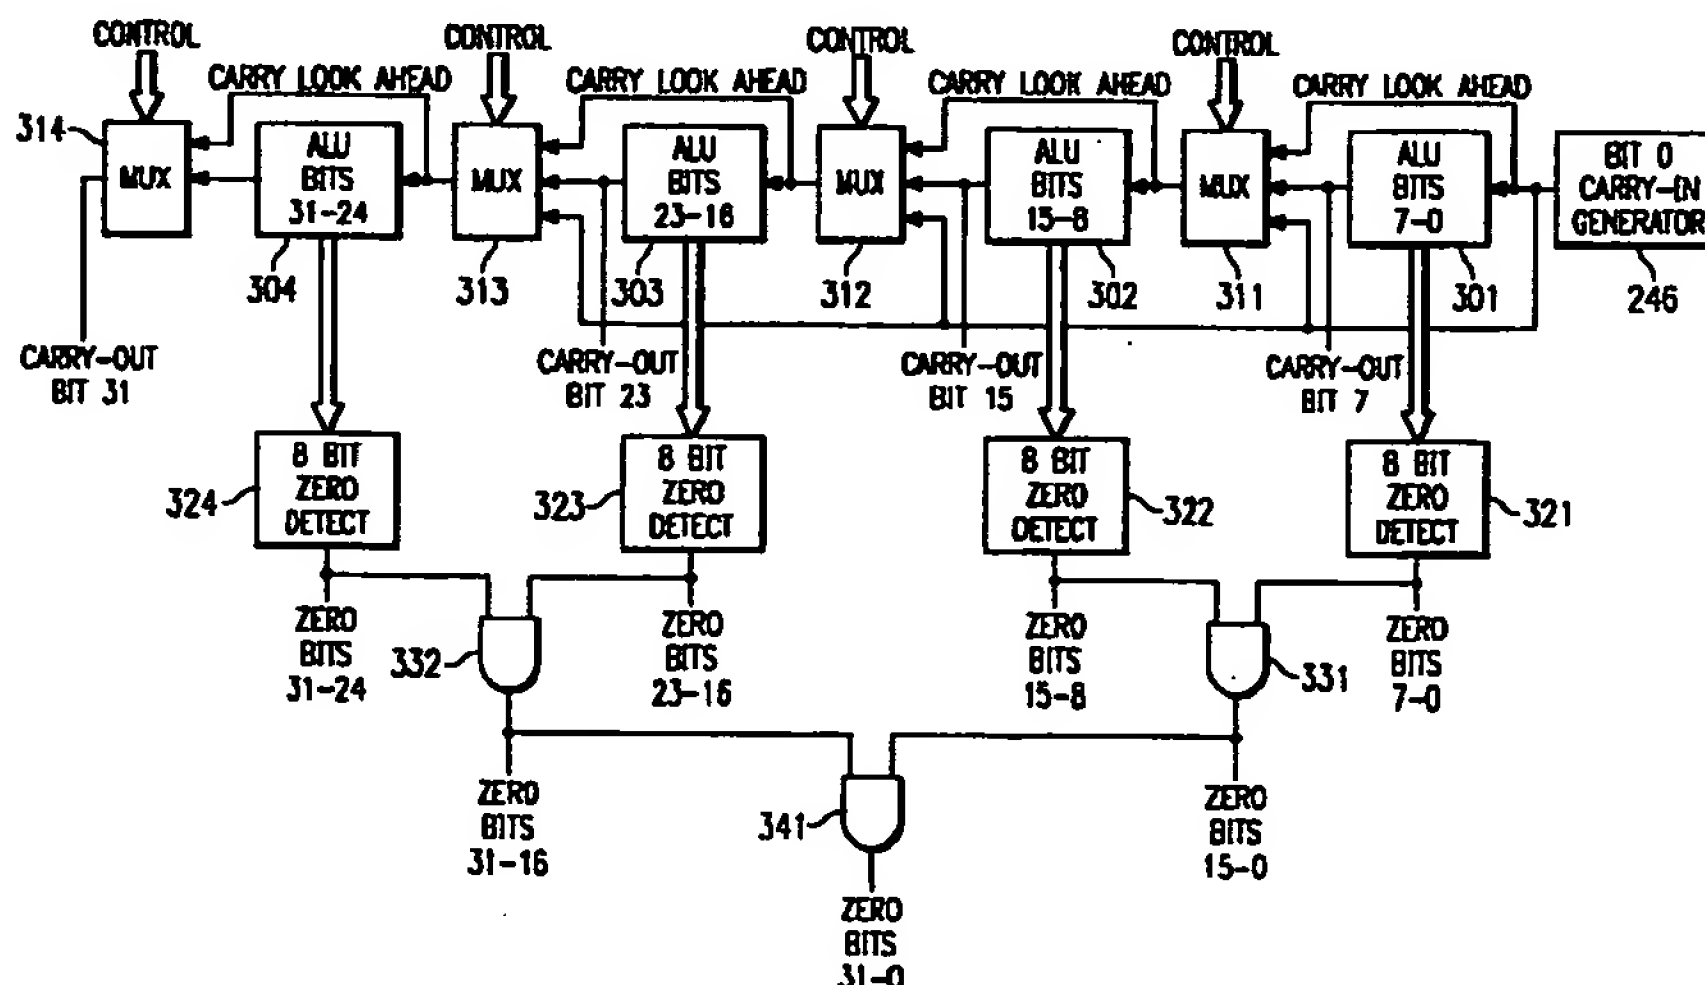 CONTROL
CONTROL
CONTROL
CONTROL
CARRY LOOK AHEAD
CARRY LOOK AHEAD
CARRY LOOK AHEAD
CARRY LOOK AHEAD
314
MUX
ALU
BITS
31-24
MUX
ALU
BITS
23-16
MUX
ALU
BITS
15-8
MUX
ALU
BITS
7-0
BIT 0
CARRY-IN
GENERATOR
304
313
303
312
302
311
301
246
CARRY-OUT
BIT 31
CARRY-OUT
BIT 23
CARRY-OUT
BIT 15
CARRY-OUT
BIT 7
324
8 BIT
ZERO
DETECT
323
8 BIT
ZERO
DETECT
8 BIT
ZERO
DETECT
322
8 BIT
ZERO
DETECT
321
ZERO
BITS
31-24
332
ZERO
BITS
23-16
ZERO
BITS
15-8
331
ZERO
BITS
7-0
ZERO
BITS
31-16
341
ZERO
BITS
15-0
ZERO
BITS
31-0